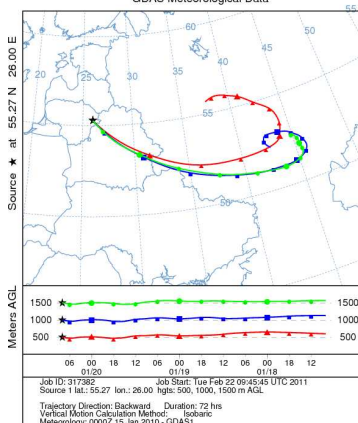 GDAS Meteorological Data
Source ★ at 55.27 N 26.00 E
20
25
30
35
40
45
50
55
60
55
50
Meters AGL
1500
1000
500
1500
1000
500
06 00 18 12 06 00 18 12 06 00 18 12
01/20 01/19 01/18
Job ID: 317382 Job Start: Tue Feb 22 09:45:45 UTC 2011
Source 1 lat.: 55.27 lon.: 26.00 hgts: 500, 1000, 1500 m AGL
Trajectory Direction: Backward Duration: 72 hrs
Vertical Motion Calculation Method: Isobaric
Meteorology: 0000Z 15 Jan 2010 - GDAS1